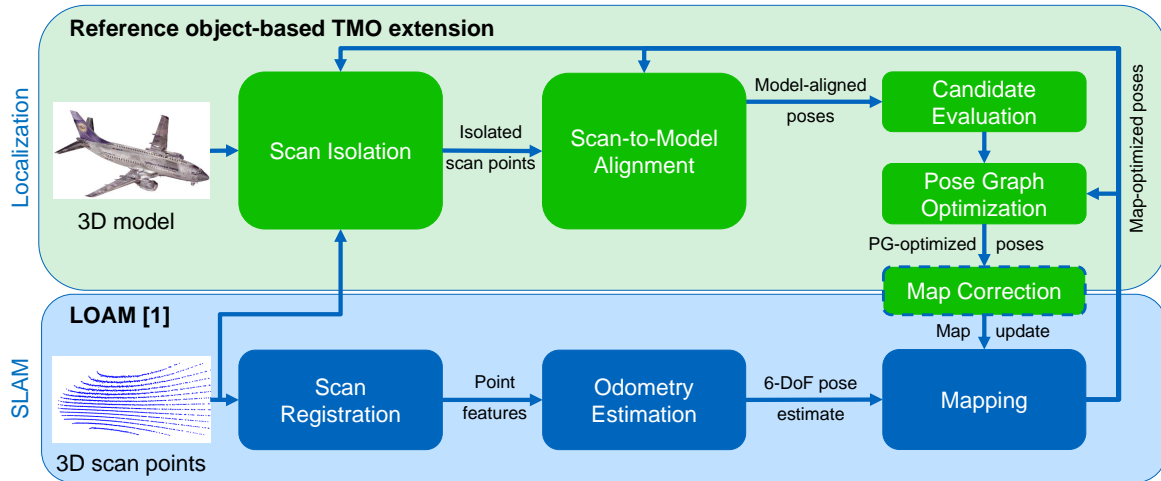 Reference object-based TMO extension
Localization
3D model
Scan Isolation
Isolated
scan points
Scan-to-Model
Alignment
Model-aligned
poses
Candidate
Evaluation
Pose Graph
Optimization
Map-optimized poses
PG-optimized poses
Map Correction
Map update
LOAM [1]
SLAM
3D scan points
Scan
Registration
Point
features
Odometry
Estimation
6-DoF pose
estimate
Mapping